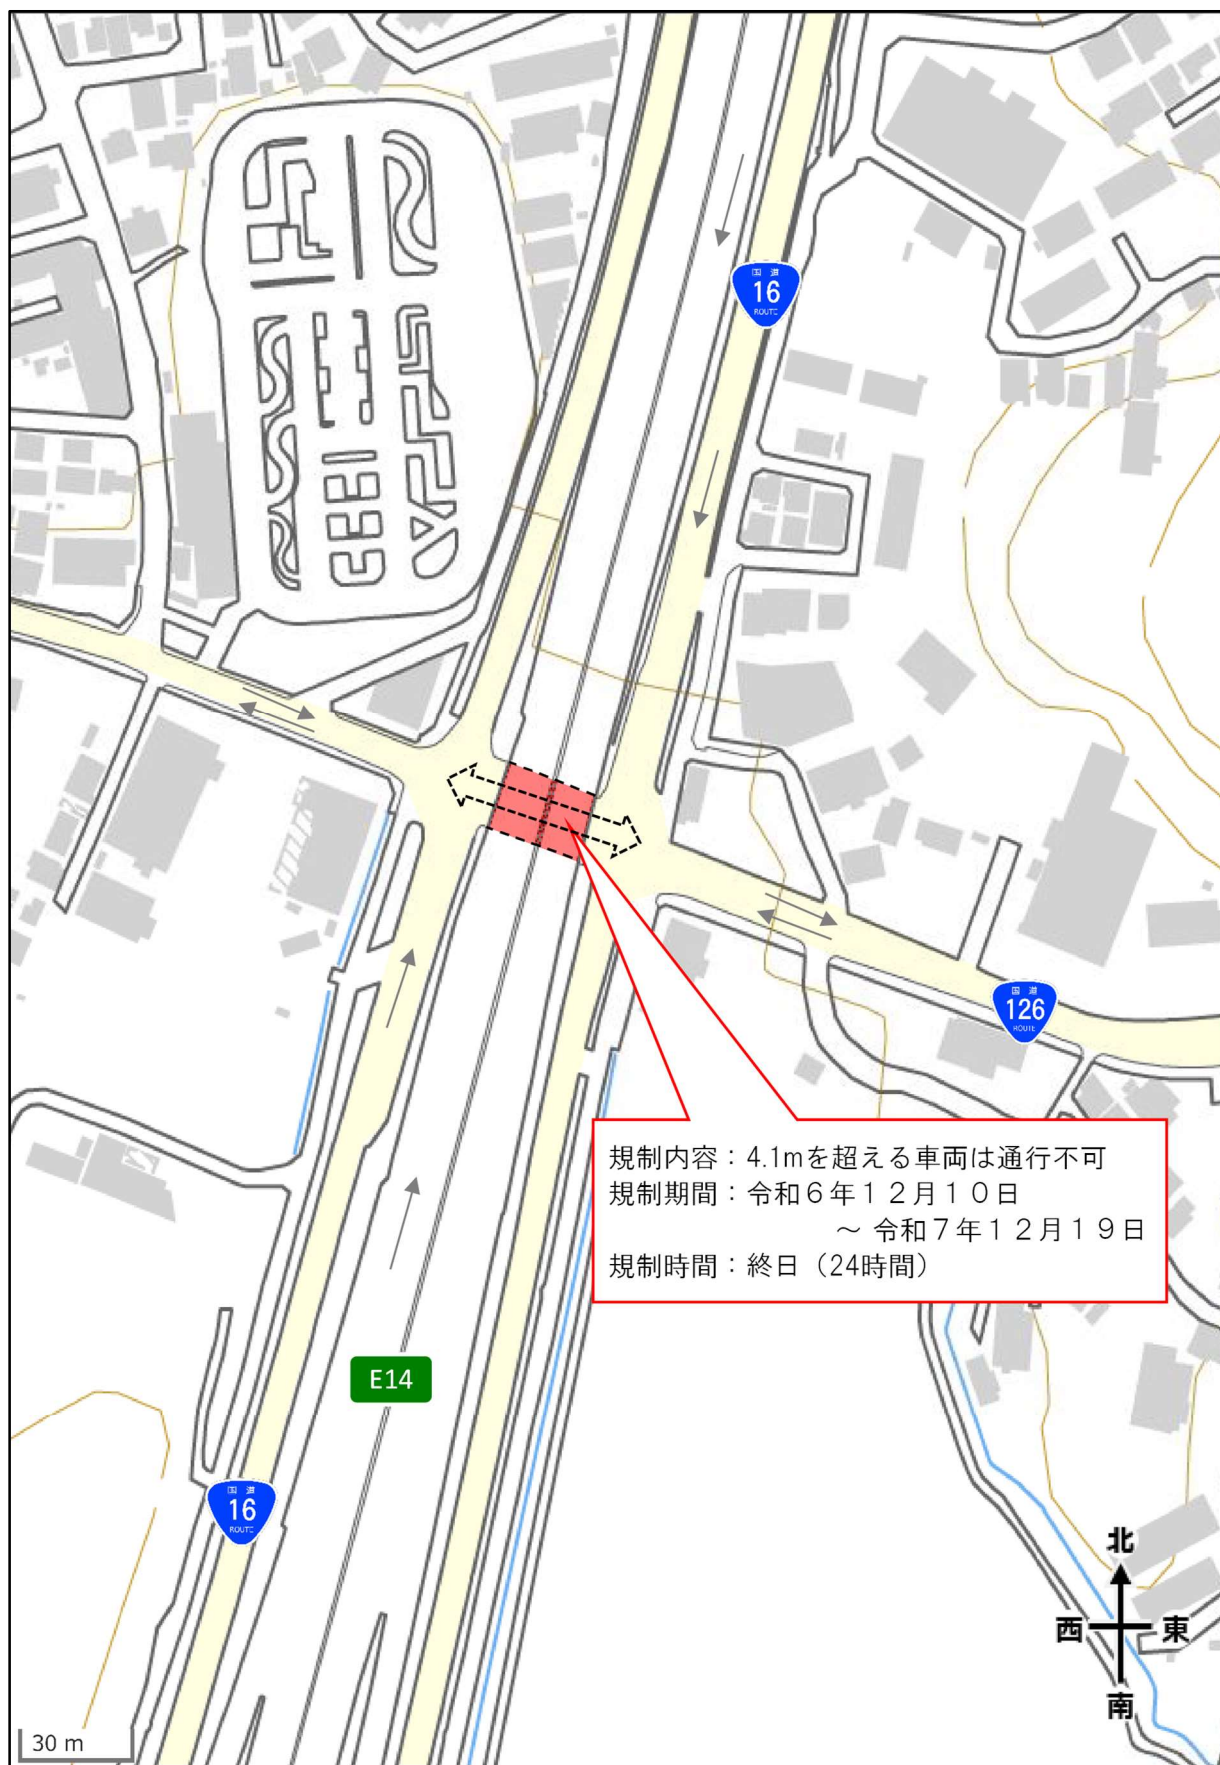 国道
16
ROUTE
国道
126
ROUTE
規制内容：4.1mを超える車両は通行不可
規制期間：令和６年１２月１０日
～ 令和７年１２月１９日
規制時間：終日（24時間）
E14
国道
16
ROUTE
北
西 東
南
30 m